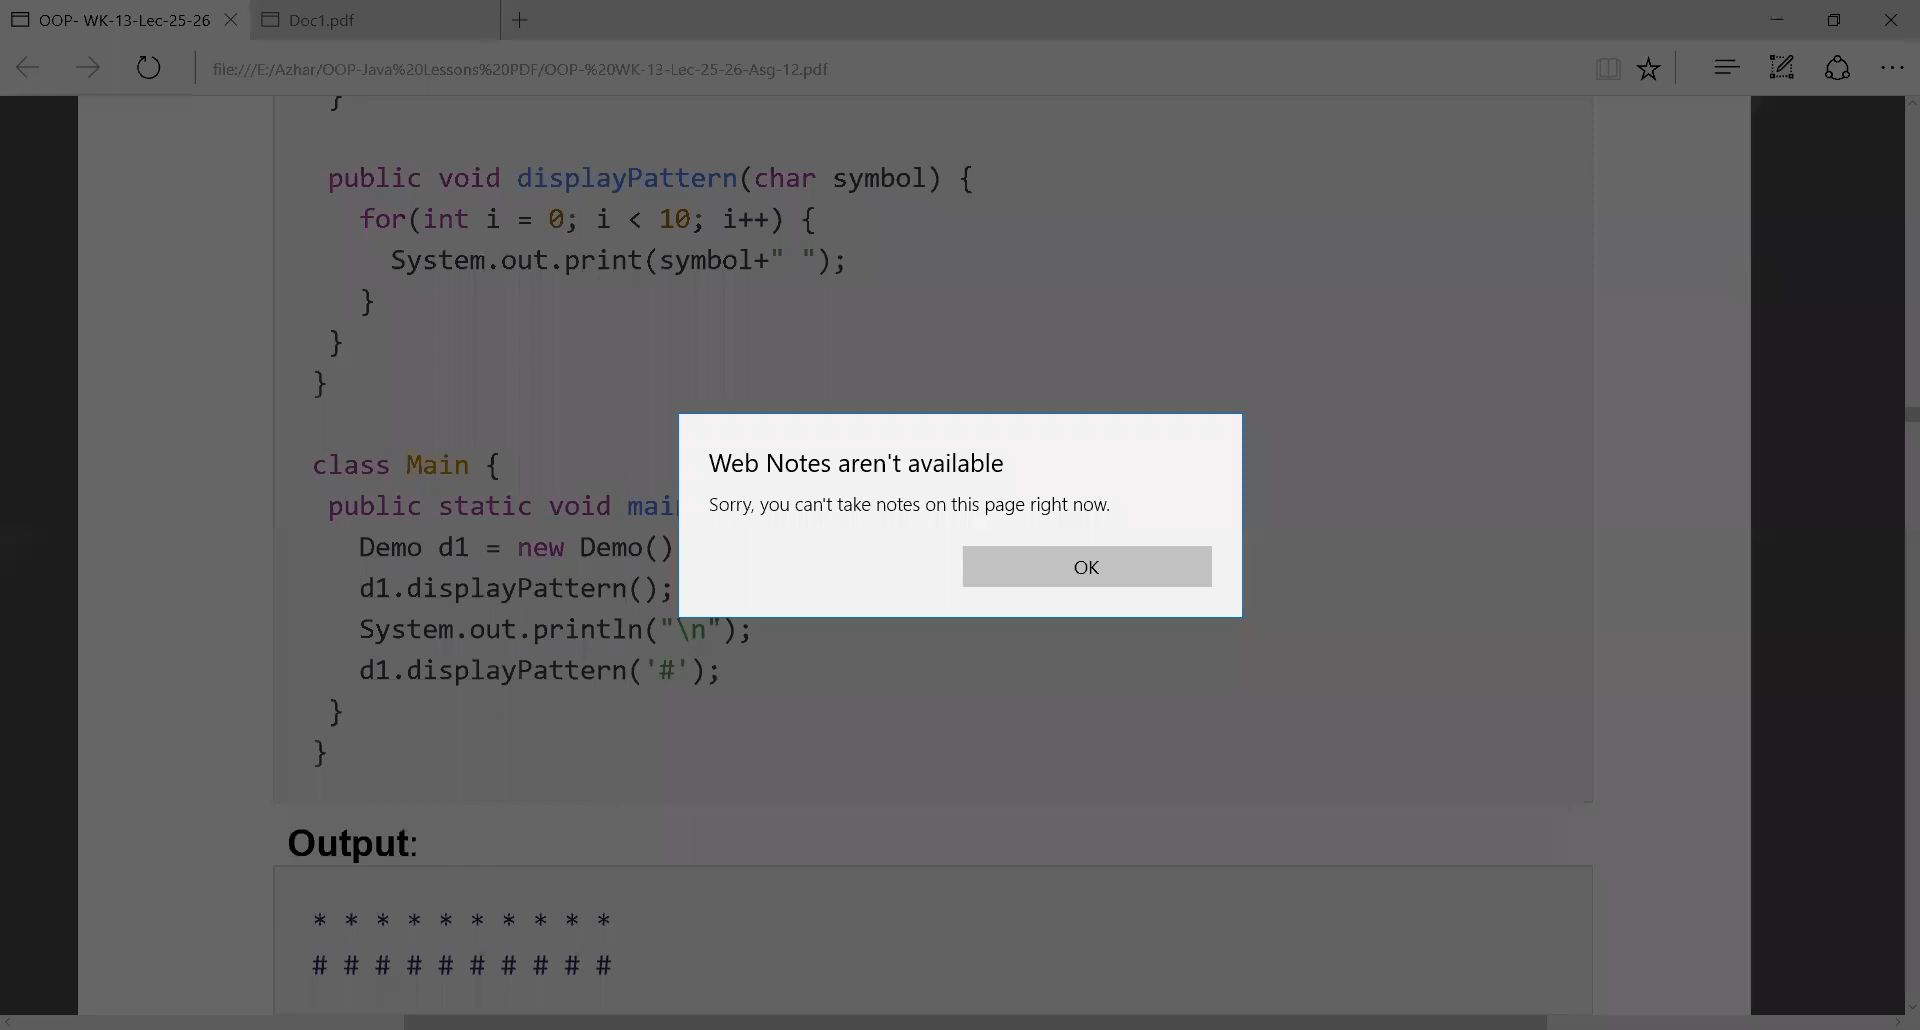 OOP- WK-13-Lec-25-26
Doc1.pdf
file:///E:/Azhar/OOP-Java%20Lessons%20PDF/OOP-%20WK-13-Lec-25-26-Asg-12.pdf
}
public void displayPattern(char symbol) {
for(int i = 0; i < 10; i++) {
System.out.print(symbol+" ");
}
}
}
class Main {
public static void mai
Demo d1 = new Demo()
d1.displayPattern();
System.out.println("\n");
d1.displayPattern('#');
}
}
Web Notes aren't available
Sorry, you can't take notes on this page right now.
OK
Output:
* * * * * * * * * *
# # # # # # # # # #